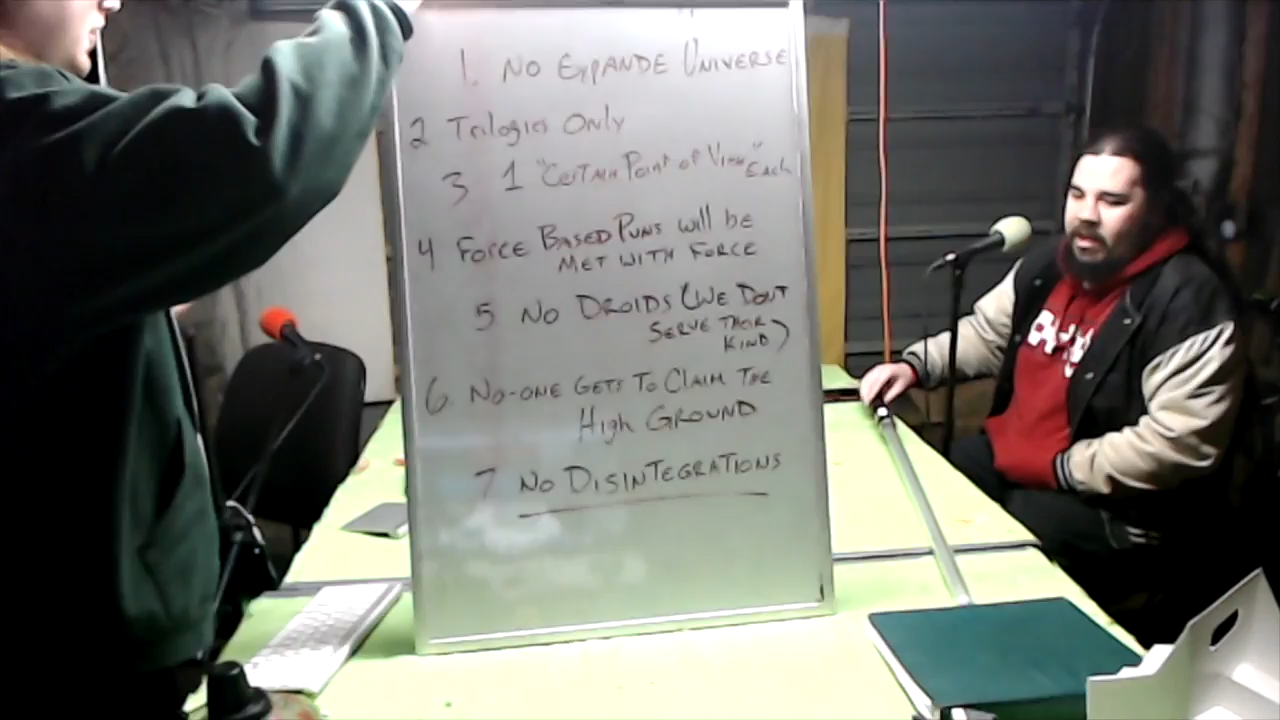 1. NO EXPANDE UNIVERSE
2 Trilogies Only
3 1 "CERTAIN POINT OF VIEW" EACH
4 FORCE BASED PUNS will be
MET WITH FORCE
5 NO DROIDS (WE DONT
SERVE THEIR
KIND)
6 NO-ONE GETS TO CLAIM THE
High GROUND
7 NO DISINTEGRATIONS